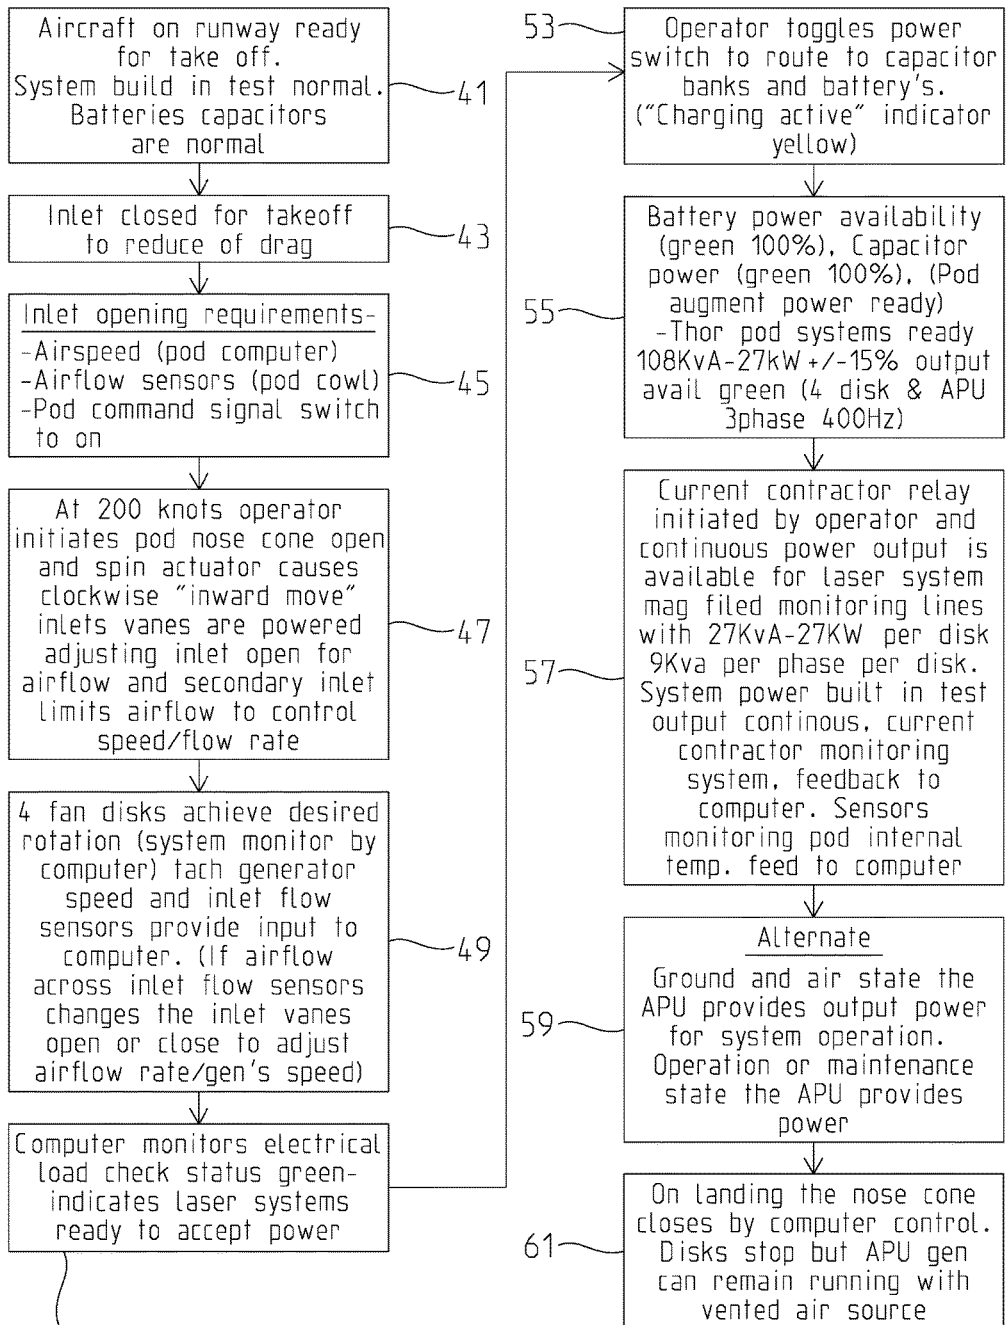 Aircraft on runway ready
for take off.
System build in test normal.
Batteries capacitors
are normal
41
Inlet closed for takeoff
to reduce of drag
43
Inlet opening requirements-
-Airspeed (pod computer)
-Airflow sensors (pod cowl)
-Pod command signal switch
to on
45
At 200 knots operator
initiates pod nose cone open
and spin actuator causes
clockwise "inward move"
inlets vanes are powered
adjusting inlet open for
airflow and secondary inlet
limits airflow to control
speed/flow rate
47
4 fan disks achieve desired
rotation (system monitor by
computer) tach generator
speed and inlet flow
sensors provide input to
computer. (If airflow
across inlet flow sensors
changes the inlet vanes
open or close to adjust
airflow rate/gen's speed)
49
Computer monitors electrical
load check status green-
indicates laser systems
ready to accept power
53
Operator toggles power
switch to route to capacitor
banks and battery's.
("Charging active" indicator
yellow)
55
Battery power availability
(green 100%), Capacitor
power (green 100%), (Pod
augment power ready)
-Thor pod systems ready
108KvA-27kW +/-15% output
avail green (4 disk & APU
3phase 400Hz)
57
Current contractor relay
initiated by operator and
continuous power output is
available for laser system
mag filed monitoring lines
with 27KvA-27KW per disk
9Kva per phase per disk.
System power built in test
output continous, current
contractor monitoring
system, feedback to
computer. Sensors
monitoring pod internal
temp. feed to computer
59
Alternate
Ground and air state the
APU provides output power
for system operation.
Operation or maintenance
state the APU provides
power
61
On landing the nose cone
closes by computer control.
Disks stop but APU gen
can remain running with
vented air source